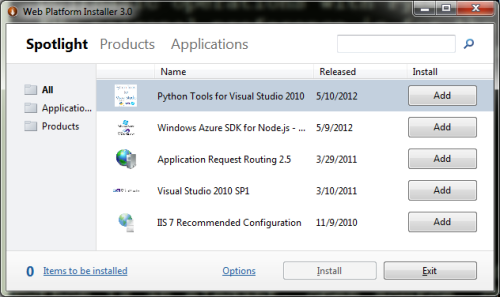 Web Platform Installer 3.0
Spotlight Products Applications
Name Released Install
All
Applicatio...
Products
Python Tools for Visual Studio 2010 5/10/2012 Add
Windows Azure SDK for Node.js - ... 5/9/2012 Add
Application Request Routing 2.5 3/29/2011 Add
Visual Studio 2010 SP1 3/10/2011 Add
IIS 7 Recommended Configuration 11/9/2010 Add
0 Items to be installed Options Install Exit